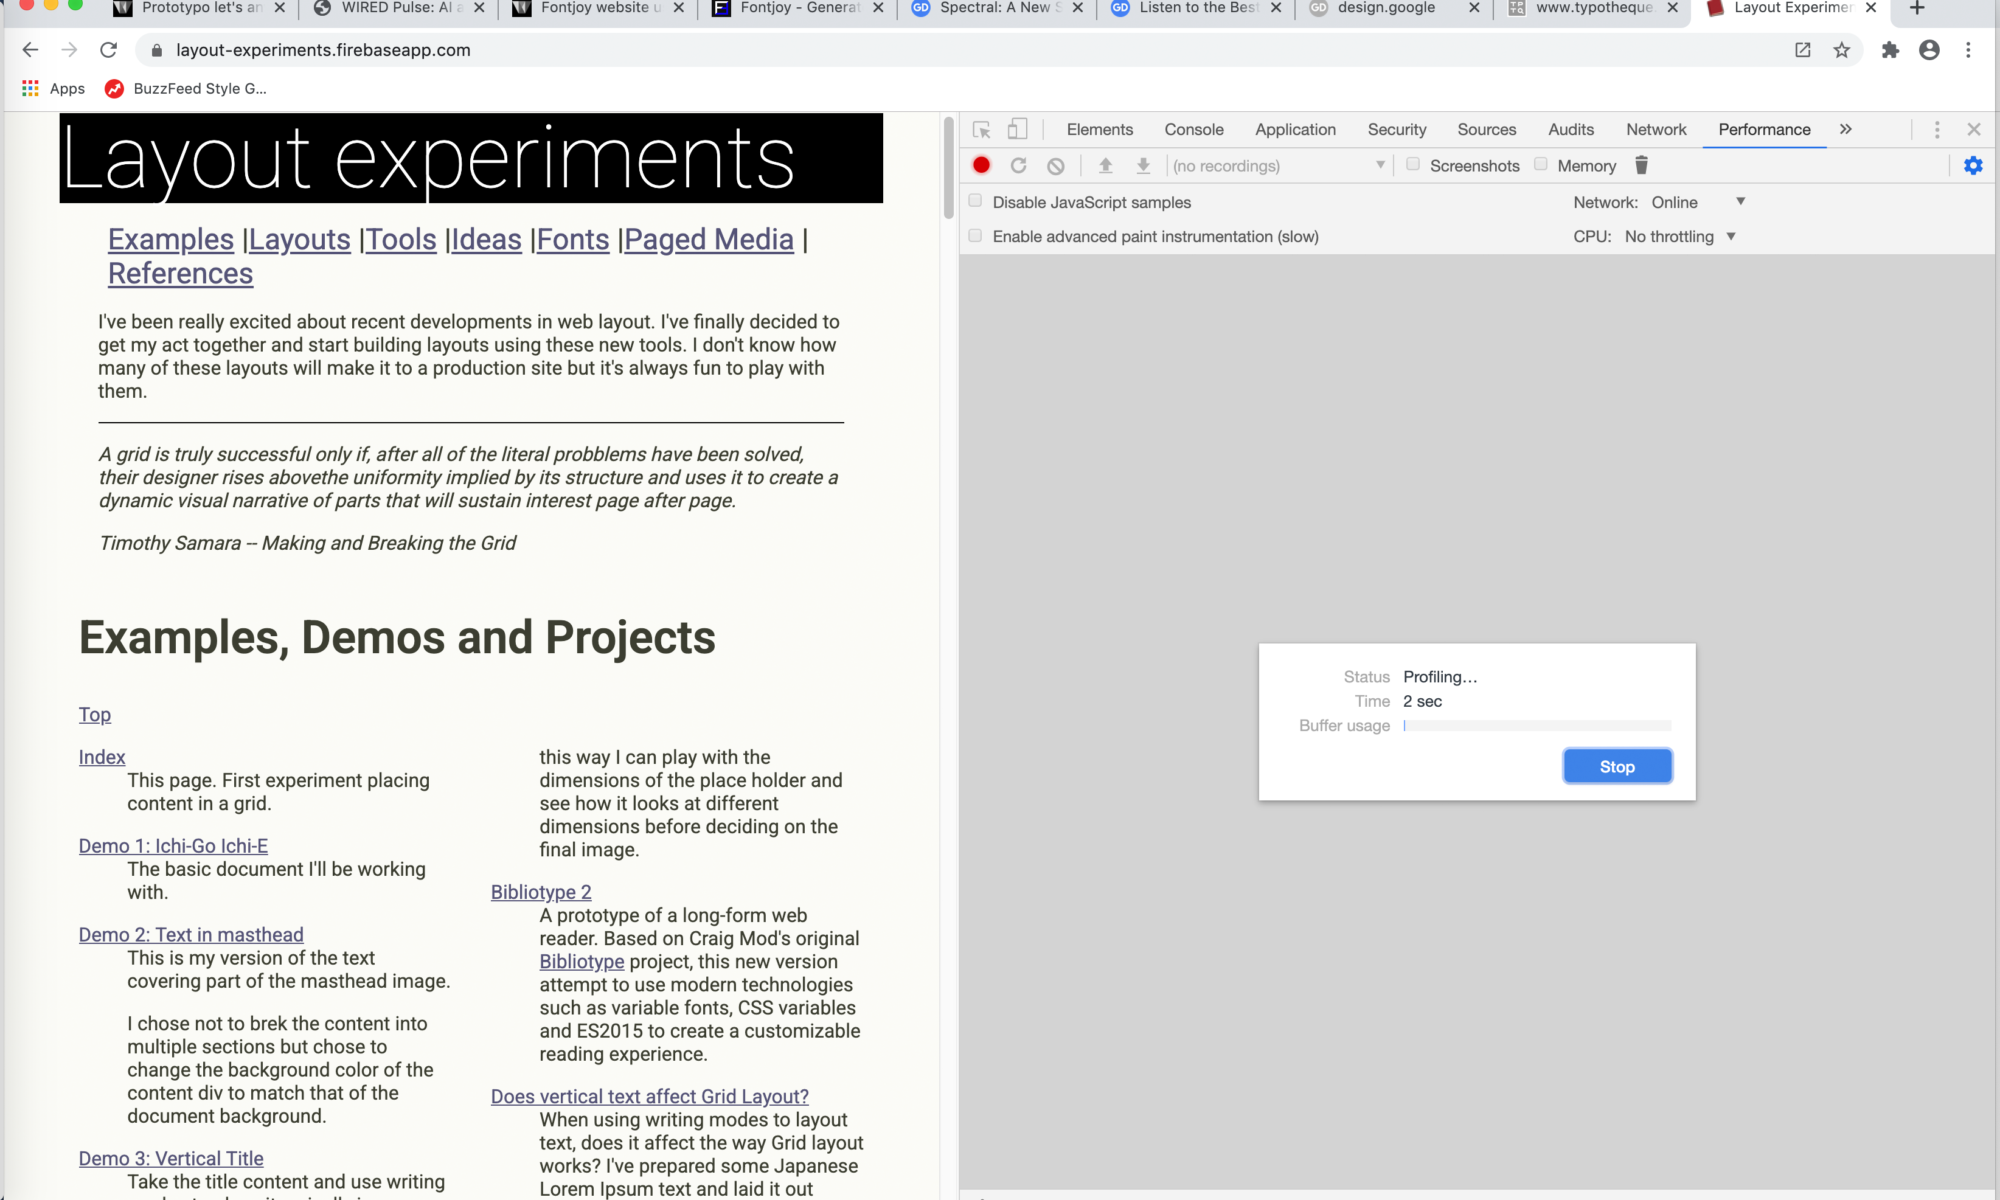 Prototypo let's an
WIRED Pulse: AI a
Fontjoy website u
Fontjoy - Generat
GD Spectral: A New S
GD Listen to the Best
GD design.google
www.typotheque.
Layout Experimen
layout-experiments.firebaseapp.com
Apps
BuzzFeed Style G...
Layout experiments
Examples |Layouts |Tools |Ideas |Fonts |Paged Media |
References
I've been really excited about recent developments in web layout. I've finally decided to
get my act together and start building layouts using these new tools. I don't know how
many of these layouts will make it to a production site but it's always fun to play with
them.
A grid is truly successful only if, after all of the literal probblems have been solved,
their designer rises abovethe uniformity implied by its structure and uses it to create a
dynamic visual narrative of parts that will sustain interest page after page.
Timothy Samara -- Making and Breaking the Grid
Examples, Demos and Projects
Top
Index
This page. First experiment placing
content in a grid.
Demo 1: Ichi-Go Ichi-E
The basic document I'll be working
with.
Demo 2: Text in masthead
This is my version of the text
covering part of the masthead image.
I chose not to brek the content into
multiple sections but chose to
change the background color of the
content div to match that of the
document background.
Demo 3: Vertical Title
Take the title content and use writing
this way I can play with the
dimensions of the place holder and
see how it looks at different
dimensions before deciding on the
final image.
Bibliotype 2
A prototype of a long-form web
reader. Based on Craig Mod's original
Bibliotype project, this new version
attempt to use modern technologies
such as variable fonts, CSS variables
and ES2015 to create a customizable
reading experience.
Does vertical text affect Grid Layout?
When using writing modes to layout
text, does it affect the way Grid layout
works? I've prepared some Japanese
Lorem Ipsum text and laid it out
Elements Console Application Security Sources Audits Network Performance
(no recordings) Screenshots Memory
Disable JavaScript samples
Network: Online
Enable advanced paint instrumentation (slow)
CPU: No throttling
Status Profiling...
Time 2 sec
Buffer usage
Stop